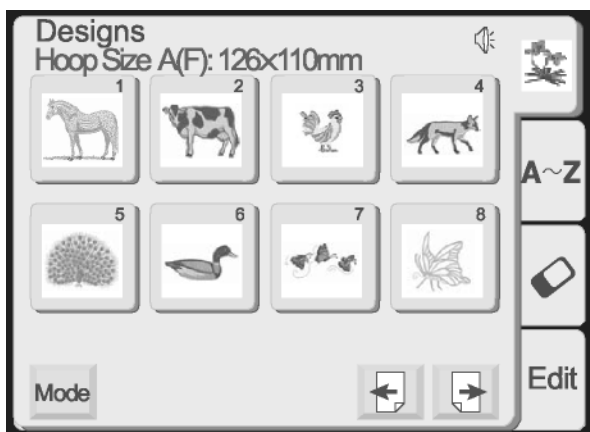 Designs
Hoop Size A(F): 126x110mm
1 2 3 4
A~Z
5 6 7 8
Mode
Edit